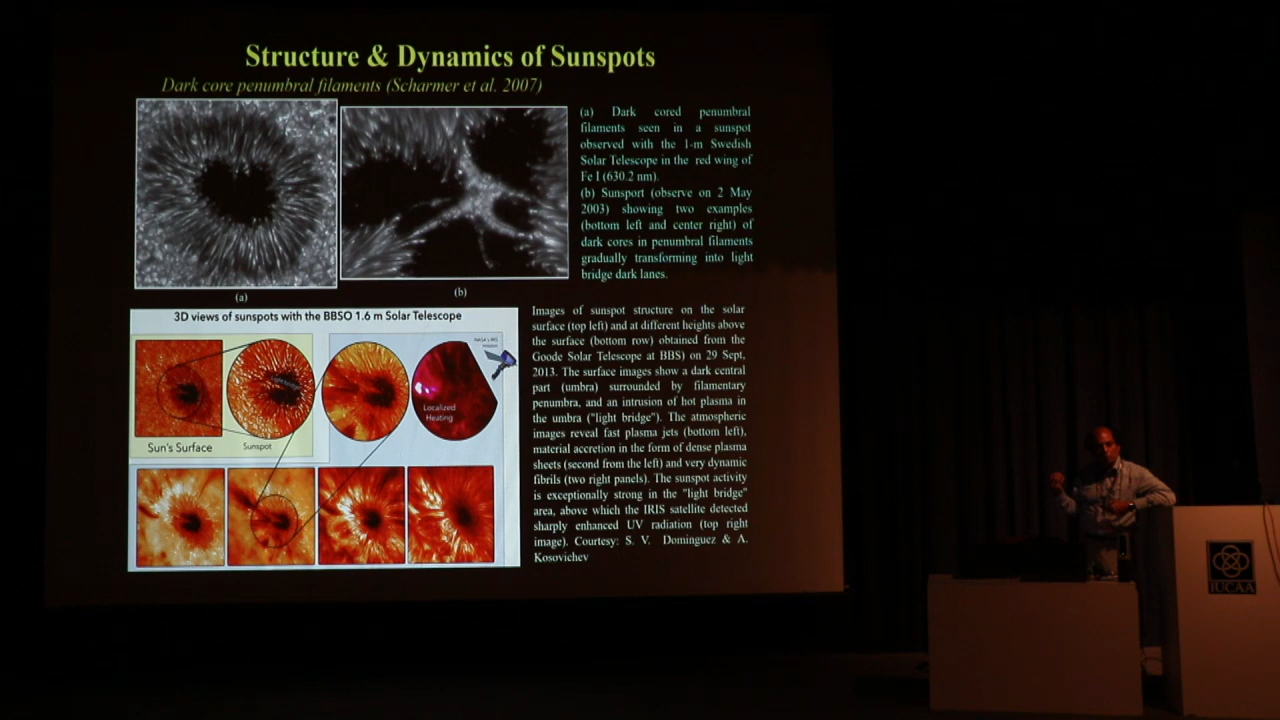 Structure & Dynamics of Sunspots
Dark core penumbral filaments (Scharmer et al. 2007)
(a) Dark cored penumbral
filaments seen in a sunspot
observed with the 1-m Swedish
Solar Telescope in the red wing of
Fe I (630.2 nm).
(b) Sunsport (observe on 2 May
2003) showing two examples
(bottom left and center right) of
dark cores in penumbral filaments
gradually transforming into light
bridge dark lanes.
(a)
(b)
3D views of sunspots with the BBSO 1.6 m Solar Telescope
NASA's IRIS
mission
"light bridge"
Localized
Heating
Sun's Surface
Sunspot
Images of sunspot structure on the solar
surface (top left) and at different heights above
the surface (bottom row) obtained from the
Goode Solar Telescope at BBS) on 29 Sept,
2013. The surface images show a dark central
part (umbra) surrounded by filamentary
penumbra, and an intrusion of hot plasma in
the umbra ("light bridge"). The atmospheric
images reveal fast plasma jets (bottom left),
material accretion in the form of dense plasma
sheets (second from the left) and very dynamic
fibrils (two right panels). The sunspot activity
is exceptionally strong in the "light bridge"
area, above which the IRIS satellite detected
sharply enhanced UV radiation (top right
image). Courtesy: S. V. Dominguez & A.
Kosovichev
IUCAA